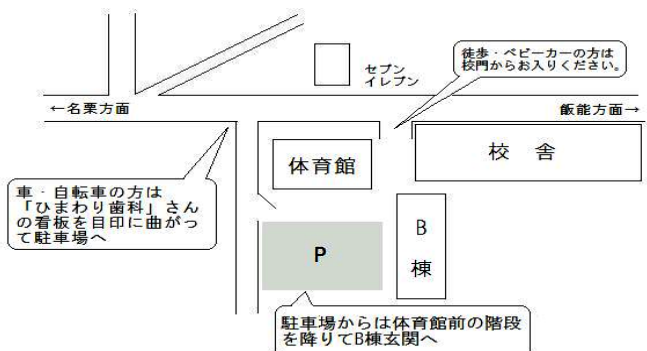 徒歩・ベビーカーの方は
校門からお入りください。
セブン
イレブン
←名栗方面
飯能方面→
体育館
校　舎
車・自転車の方は
「ひまわり歯科」さん
の看板を目印に曲がっ
て駐車場へ
P
B
棟
駐車場からは体育館前の階段
を降りてB棟玄関へ